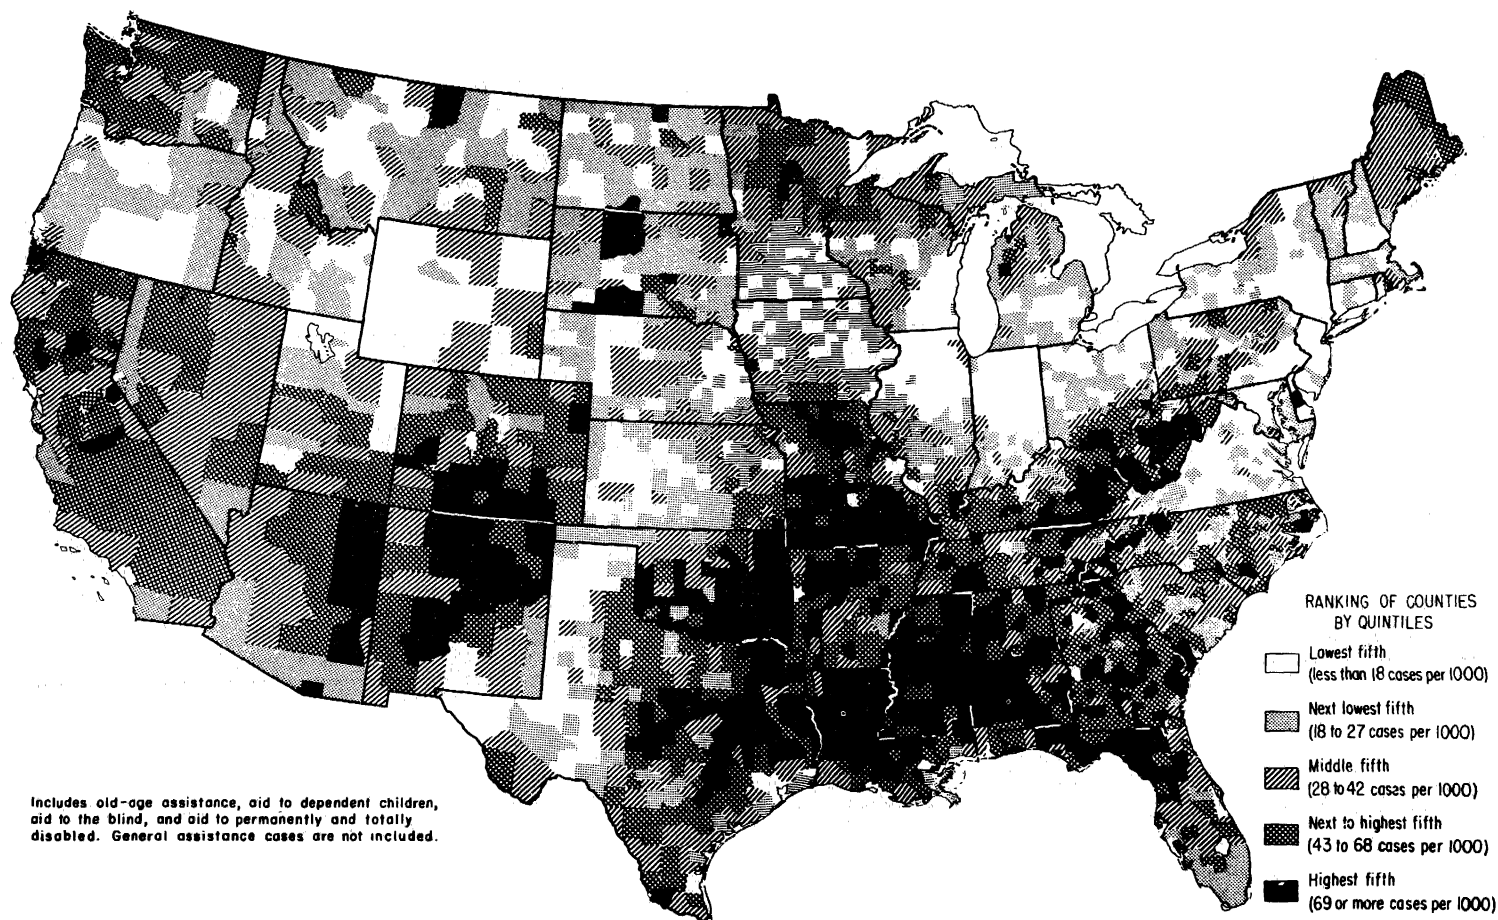 RANKING OF COUNTIES
BY QUINTILES
Lowest fifth
(less than 18 cases per 1000)
Next lowest fifth
(18 to 27 cases per 1000)
Middle fifth
(28 to 42 cases per 1000)
Next to highest fifth
(43 to 68 cases per 1000)
Highest fifth
(69 or more cases per 1000)
Includes old-age assistance, aid to dependent children,
aid to the blind, and aid to permanently and totally
disabled. General assistance cases are not included.